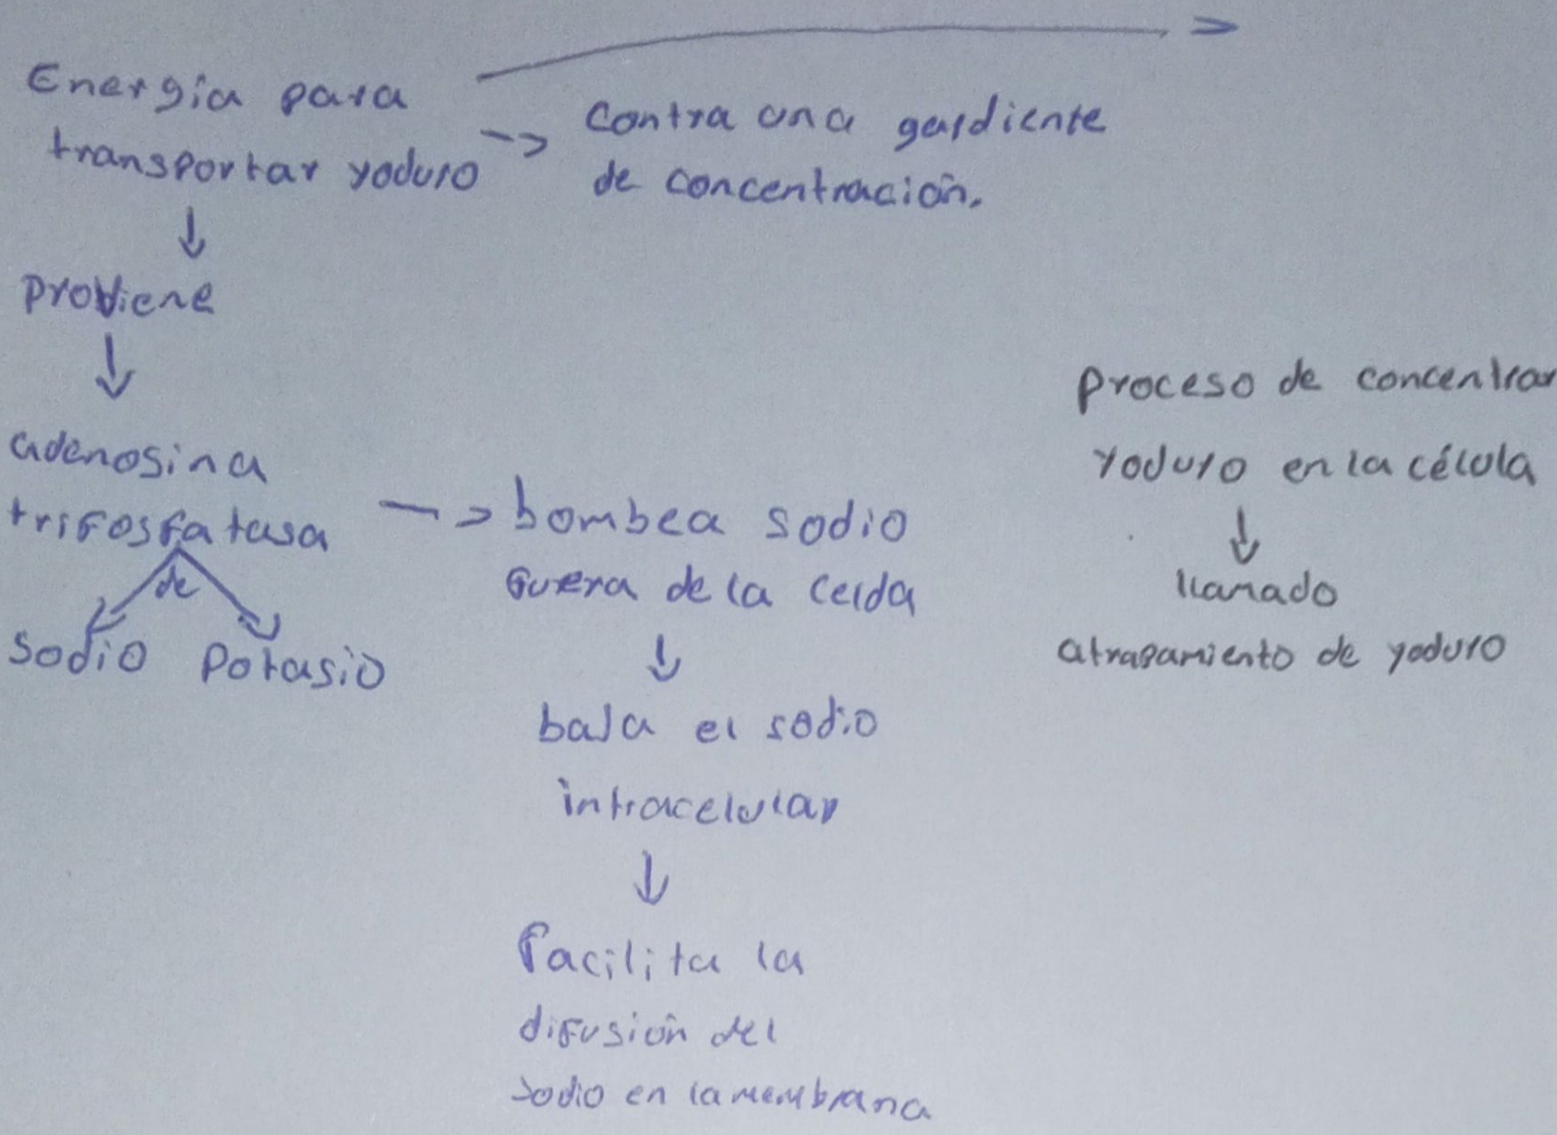 Energia para
transportar yoduro
Contra una gardiente
de concentración.
Proviene
adenosina
trifosfatasa
de
sodio potasio
bombea sodio
fuera de la celda
baja el sodio
intracelular
Facilita la
difusión del
sodio en la membrana
proceso de concentrar
yoduro en la célula
llamado
atrapamiento de yoduro